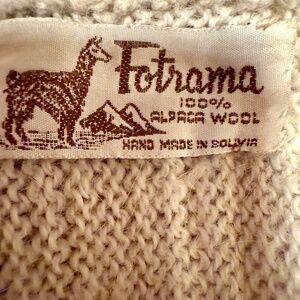 Fotrama
100%
ALPACA WOOL
HAND MADE IN BOLIVIA